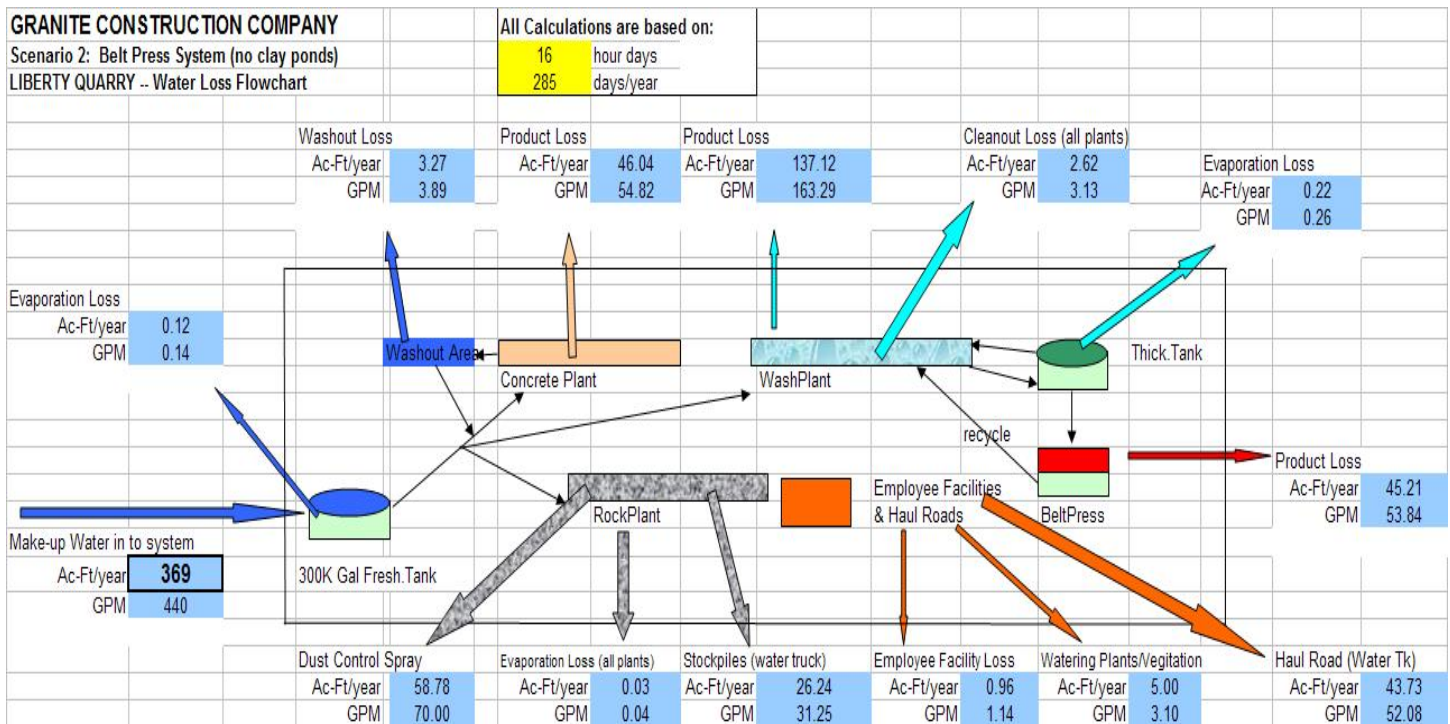 GRANITE CONSTRUCTION COMPANY
Scenario 2: Belt Press System (no clay ponds)
LIBERTY QUARRY -- Water Loss Flowchart
All Calculations are based on:
16 hour days
285 days/year
Washout Loss
Ac-Ft/year 3.27
GPM 3.89
Product Loss
Ac-Ft/year 46.04
GPM 54.82
Product Loss
Ac-Ft/year 137.12
GPM 163.29
Cleanout Loss (all plants)
Ac-Ft/year 2.62
GPM 3.13
Evaporation Loss
Ac-Ft/year 0.22
GPM 0.26
Evaporation Loss
Ac-Ft/year 0.12
GPM 0.14
Washout Area
Concrete Plant
WashPlant
Thick.Tank
recycle
Product Loss
Ac-Ft/year 45.21
GPM 53.84
RockPlant
Employee Facilities
& Haul Roads
BeltPress
Make-up Water in to system
Ac-Ft/year 369
GPM 440
300K Gal Fresh.Tank
Dust Control Spray
Ac-Ft/year 58.78
GPM 70.00
Evaporation Loss (all plants)
Ac-Ft/year 0.03
GPM 0.04
Stockpiles (water truck)
Ac-Ft/year 26.24
GPM 31.25
Employee Facility Loss
Ac-Ft/year 0.96
GPM 1.14
Watering Plants/Vegitation
Ac-Ft/year 5.00
GPM 3.10
Haul Road (Water Tk)
Ac-Ft/year 43.73
GPM 52.08